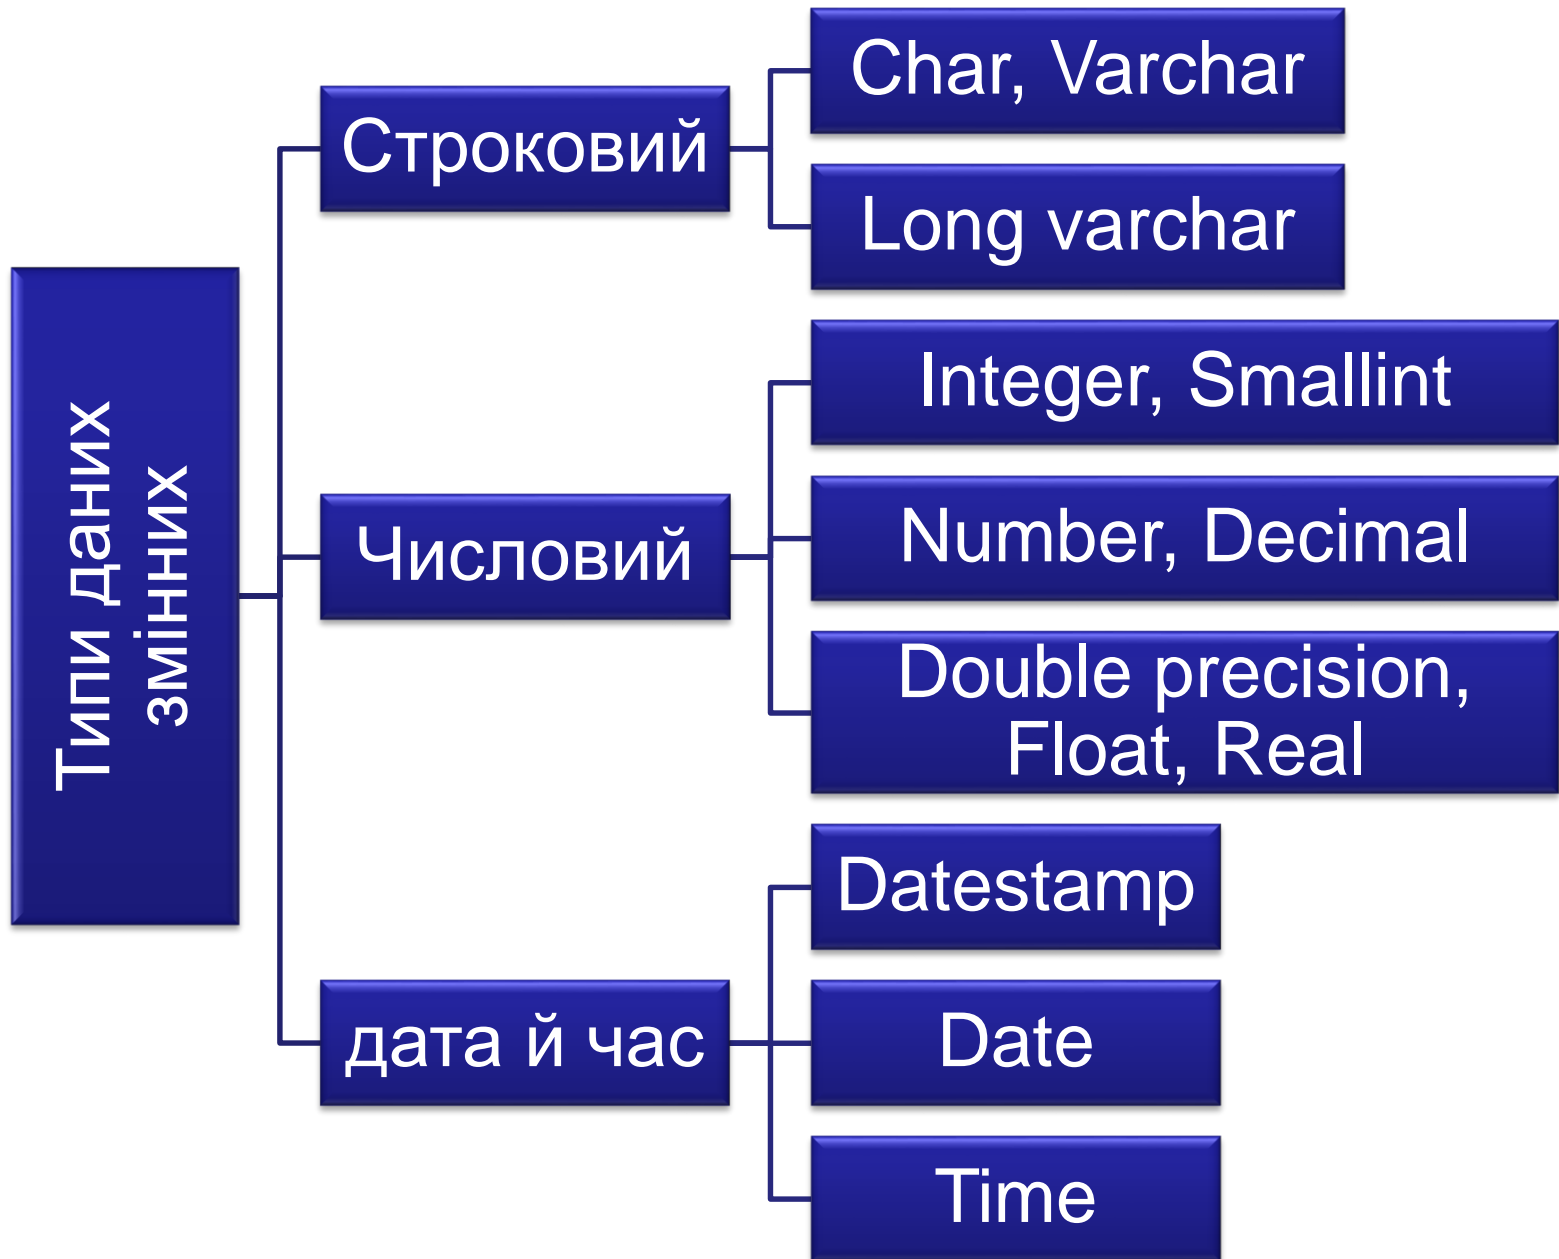 Типи даних
змінних
Строковий
Char, Varchar
Long varchar
Числовий
Integer, Smallint
Number, Decimal
Double precision,
Float, Real
дата й час
Datestamp
Date
Time